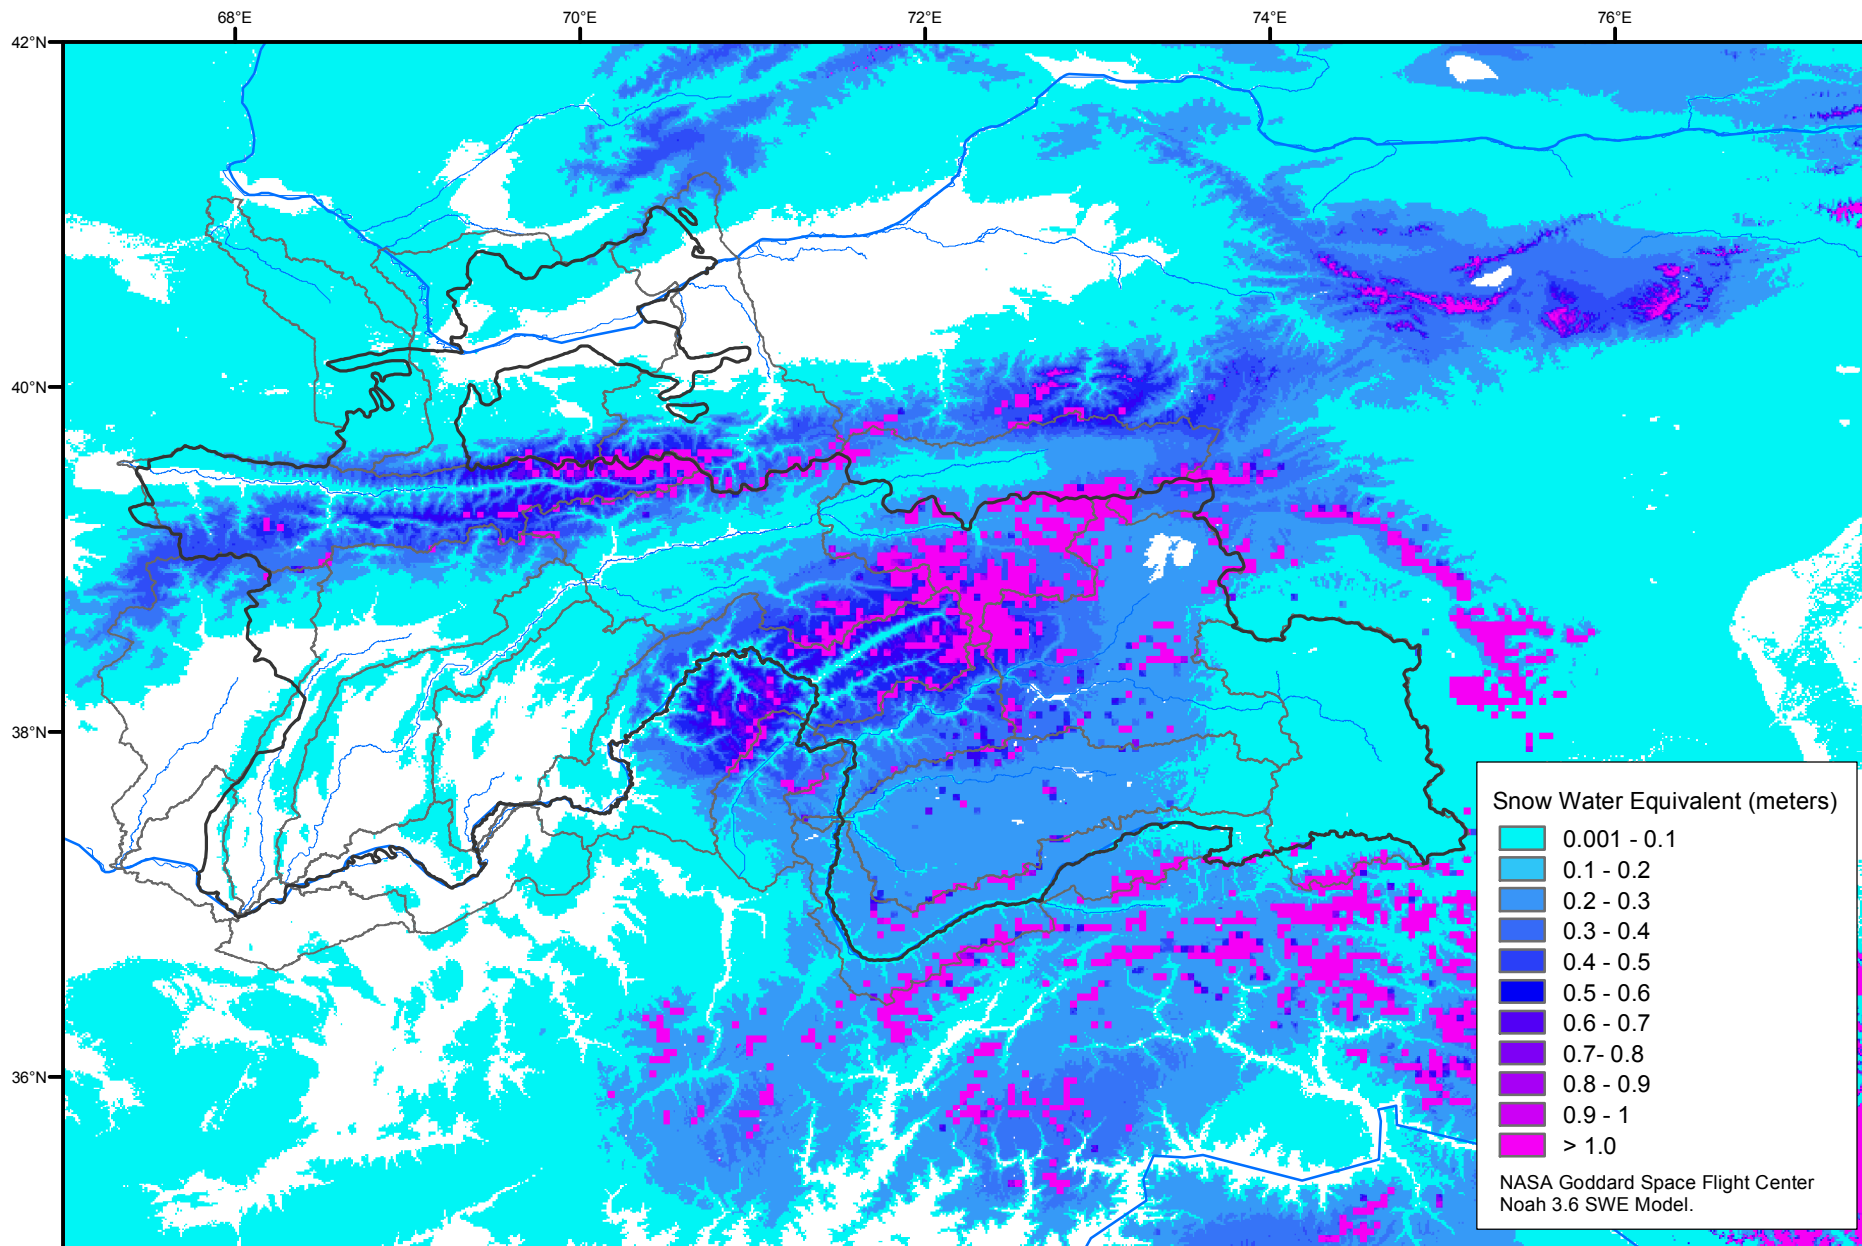 68°E 70°E 72°E 74°E 76°E
42°N
40°N
38°N
36°N
Snow Water Equivalent (meters)
0.001 - 0.1
0.1 - 0.2
0.2 - 0.3
0.3 - 0.4
0.4 - 0.5
0.5 - 0.6
0.6 - 0.7
0.7- 0.8
0.8 - 0.9
0.9 - 1
> 1.0
NASA Goddard Space Flight Center
Noah 3.6 SWE Model.